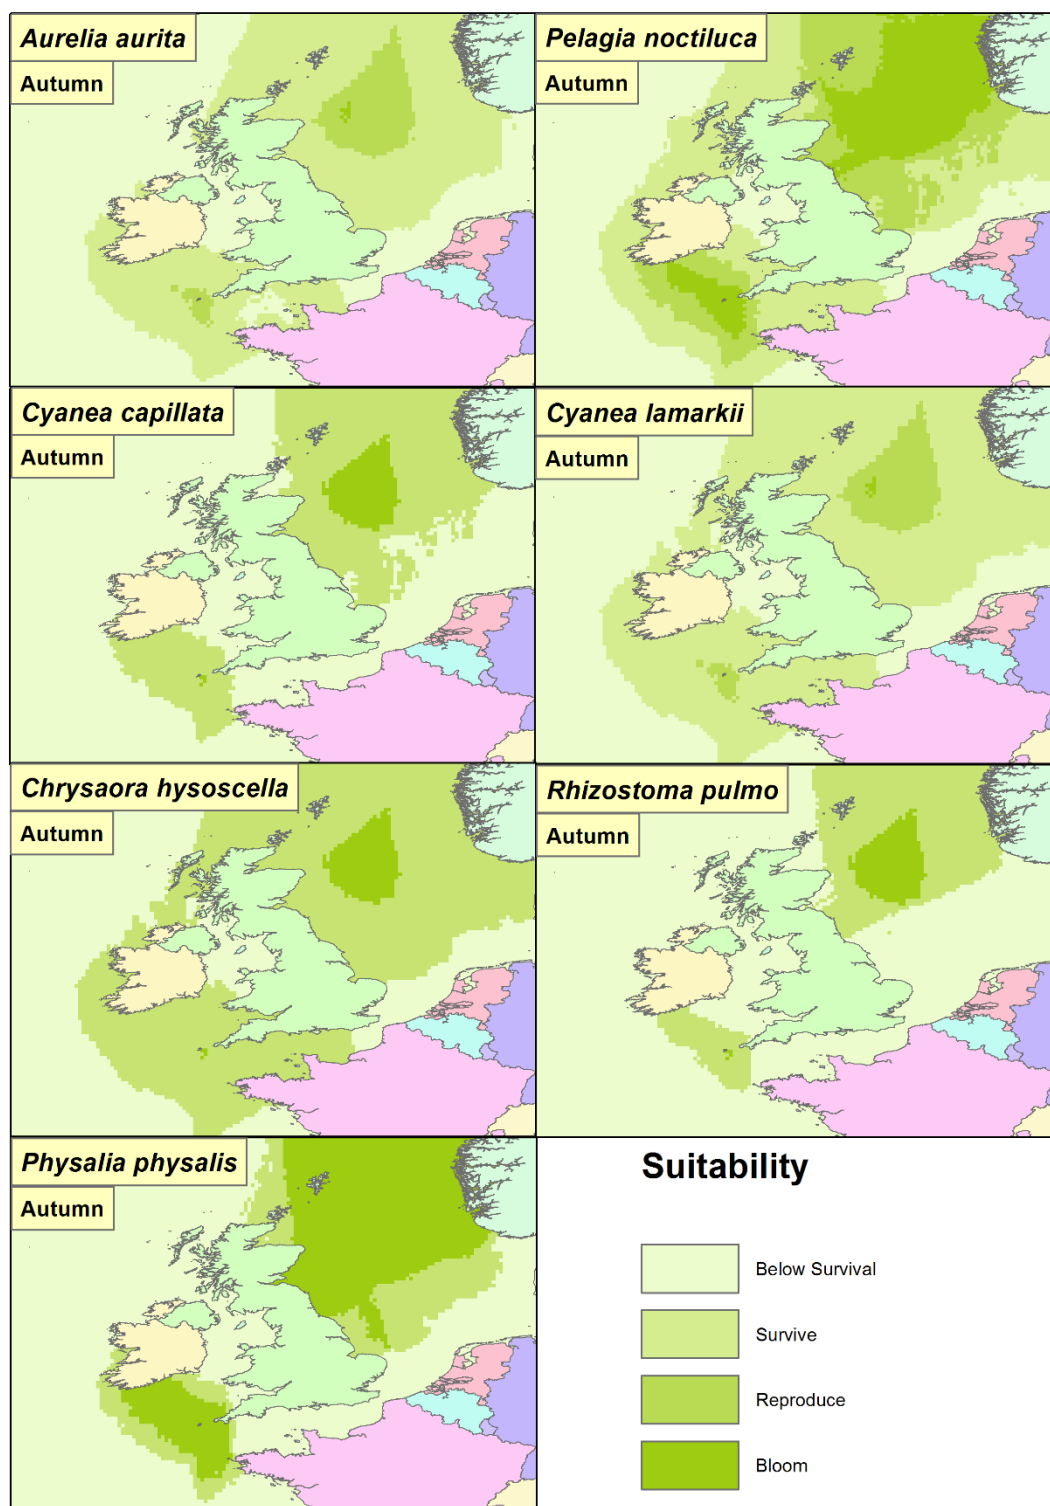 Aurelia aurita
Autumn
Pelagia noctiluca
Autumn
Cyanea capillata
Autumn
Cyanea lamarkii
Autumn
Chrysaora hysoscella
Autumn
Rhizostoma pulmo
Autumn
Physalia physalis
Autumn
Suitability
Below Survival
Survive
Reproduce
Bloom